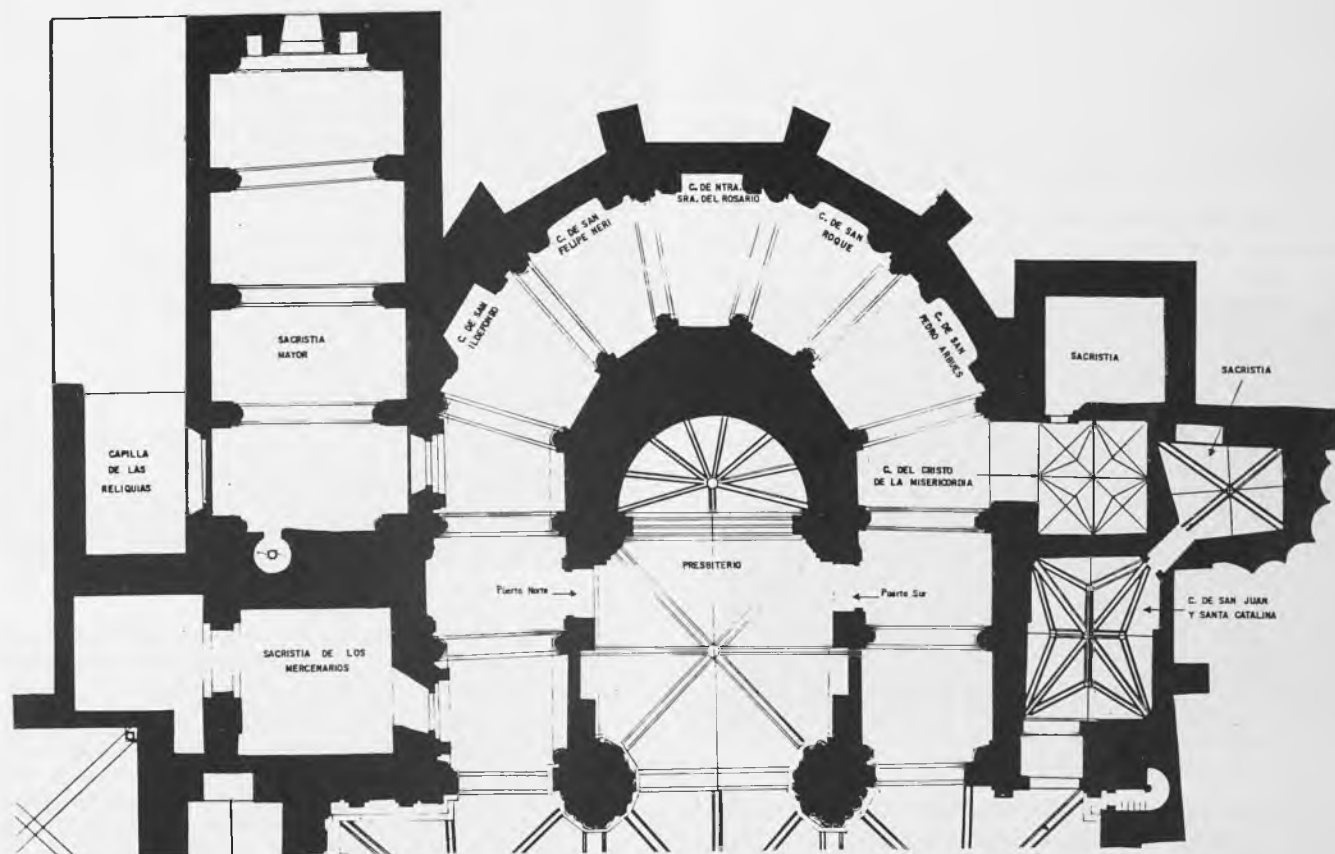 C. DE NTRA.
SRA. DEL ROSARIO
C. DE SAN
FELIPE NERI
C. DE SAN
ROQUE
C. DE SAN
ILDEFONSO
C. DE SAN
PEDRO ARBUES
SACRISTIA
MAYOR
SACRISTIA
SACRISTIA
CAPILLA
DE LAS
RELIQUIAS
C. DEL CRISTO
DE LA MISERICORDIA
PRESBITERIO
Puerta Norte
Puerta Sur
C. DE SAN JUAN
Y SANTA CATALINA
SACRISTIA DE LOS
MERCENARIOS